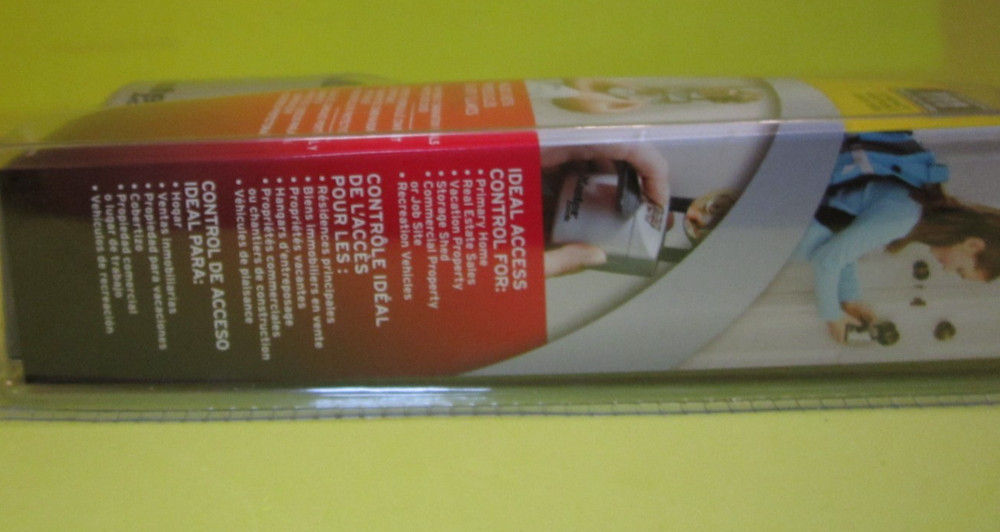 IDEAL ACCESS
CONTROL FOR:
• Primary Home
• Real Estate Sales
• Vacation Property
• Storage Shed
• Commercial Property
or Job Site
• Recreation Vehicles
CONTRÔLE IDÉAL
DE L'ACCÈS
POUR LES :
• Résidences principales
• Biens immobiliers en vente
• Propriétés vacantes
• Hangars d'entreposage
• Propriétés commerciales
ou chantiers de construction
• Véhicules de plaisance
CONTROL DE ACCESO
IDEAL PARA:
• Hogar
• Ventas inmobiliarias
• Propiedad para vacaciones
• Cobertizo
• Propiedad comercial
o lugar de trabajo
• Vehículos de recreación